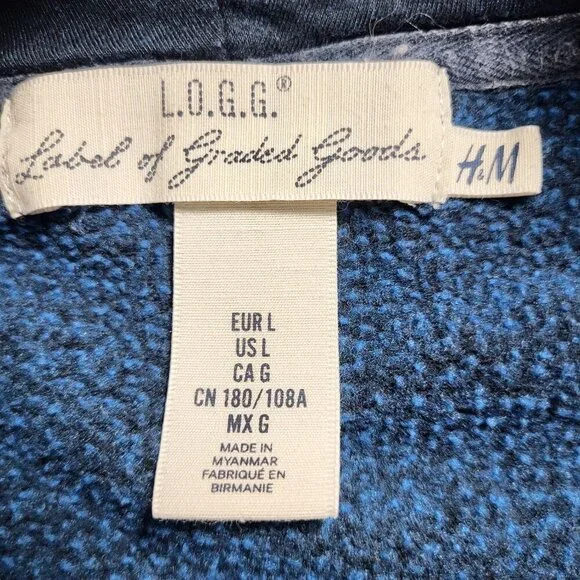 L.O.G.G.®
Label of Graded Goods
H&M
EUR L
US L
CA G
CN 180/108A
MX G
MADE IN
MYANMAR
FABRIQUÉ EN
BIRMANIE